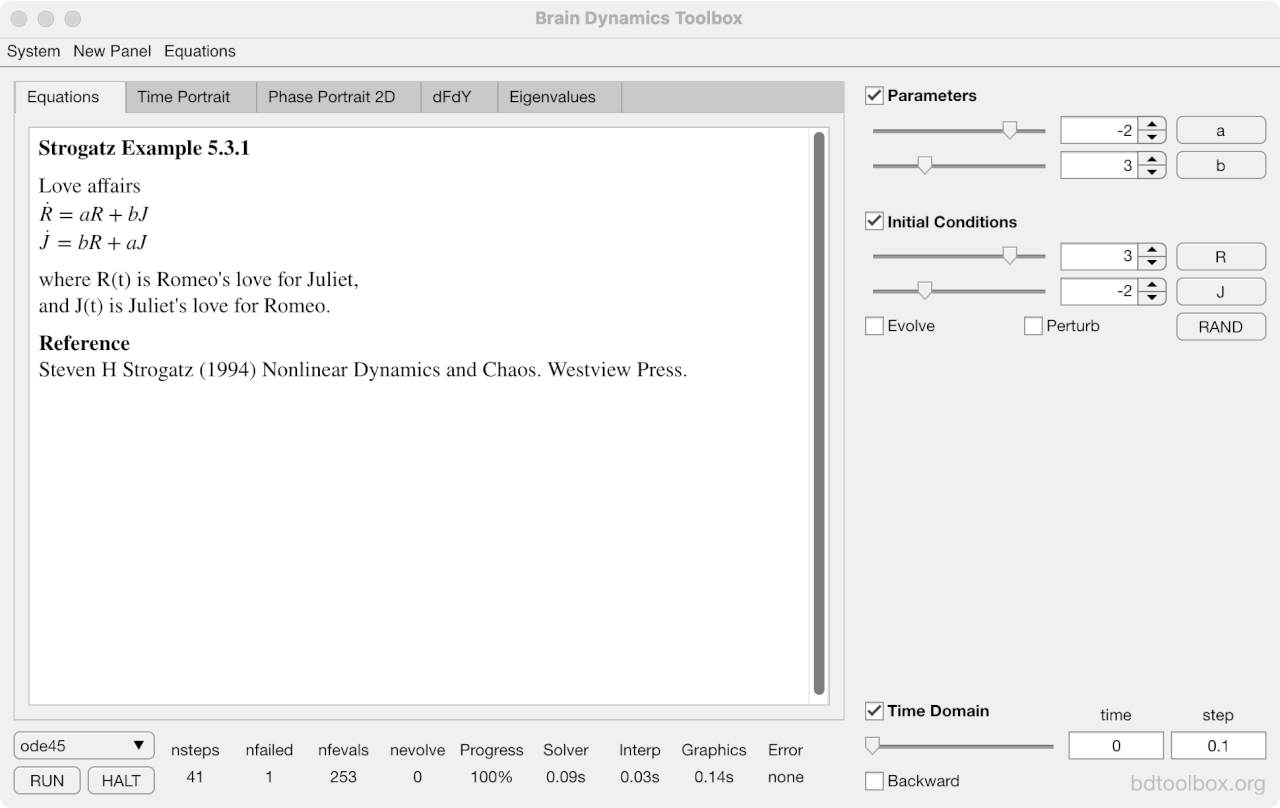 Brain Dynamics Toolbox
System New Panel Equations
Equations Time Portrait Phase Portrait 2D dFdY Eigenvalues
Strogatz Example 5.3.1
Love affairs
Ṙ = aR + bJ
J̇ = bR + aJ
where R(t) is Romeo's love for Juliet,
and J(t) is Juliet's love for Romeo.
Reference
Steven H Strogatz (1994) Nonlinear Dynamics and Chaos. Westview Press.
Parameters
-2 a
3 b
Initial Conditions
3 R
-2 J
Evolve Perturb RAND
Time Domain time step
0 0.1
Backward
ode45 nsteps nfailed nfevals nevolve Progress Solver Interp Graphics Error
RUN HALT 41 1 253 0 100% 0.09s 0.03s 0.14s none
bdtoolbox.org